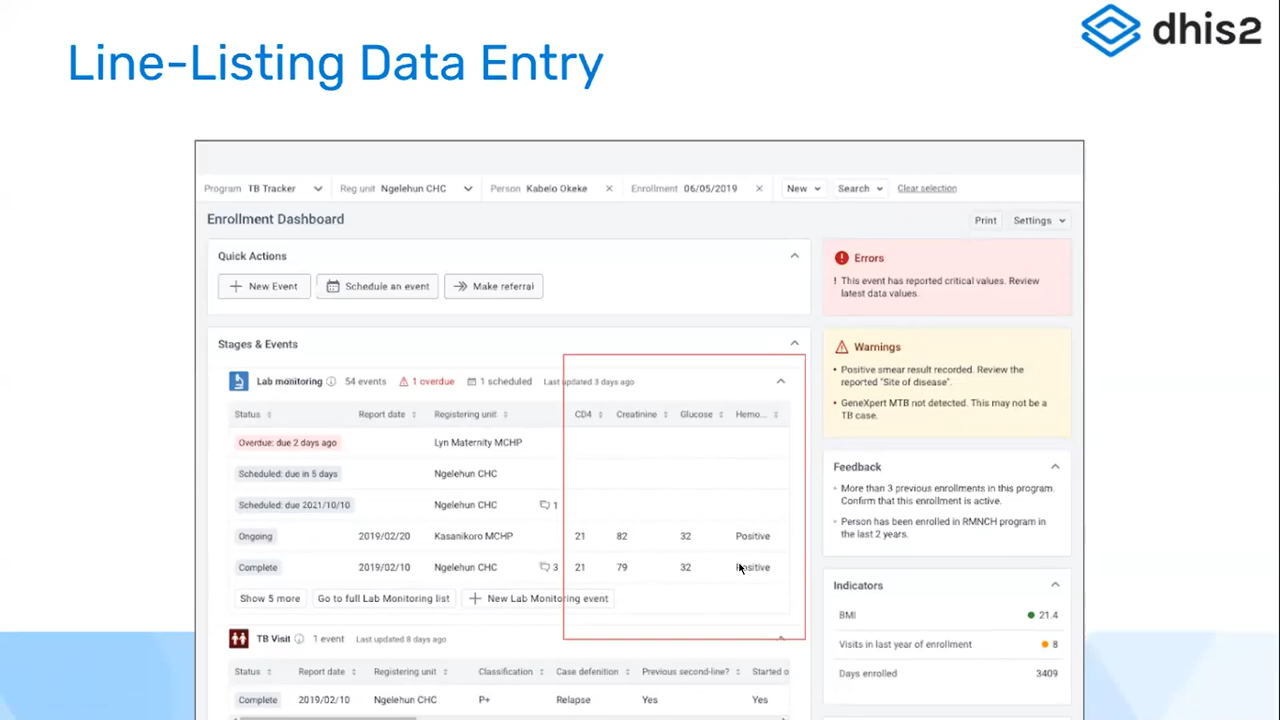 dhis2
Line-Listing Data Entry
Program TB Tracker Reg unit Ngelehun CHC Person Kabelo Okeke Enrollment 06/05/2019 New Search Clear selection
Enrollment Dashboard
Print Settings
Quick Actions
New Event Schedule an event Make referral
Stages & Events
Lab monitoring 54 events 1 overdue 1 scheduled Last updated 3 days ago
Status Report date Registering unit CD4 Creatinine Glucose Hemo...
Overdue: due 2 days ago Lyn Maternity MCHP
Scheduled: due in 5 days Ngelehun CHC
Scheduled: due 2021/10/10 Ngelehun CHC 1
Ongoing 2019/02/20 Kasanikoro MCHP 21 82 32 Positive
Complete 2019/02/10 Ngelehun CHC 3 21 79 32 Positive
Show 5 more Go to full Lab Monitoring list New Lab Monitoring event
TB Visit 1 event Last updated 8 days ago
Status Report date Registering unit Classification Case defenition Previous second-line? Started o
Complete 2019/02/10 Ngelehun CHC P+ Relapse Yes Yes
Errors
! This event has reported critical values. Review
latest data values.
Warnings
• Positive smear result recorded. Review the
reported "Site of disease".
• GeneXpert MTB not detected. This may not be a
TB case.
Feedback
• More than 3 previous enrollments in this program.
Confirm that this enrollment is active.
• Person has been enrolled in RMNCH program in
the last 2 years.
Indicators
BMI 21.4
Visits in last year of enrollment 8
Days enrolled 3409